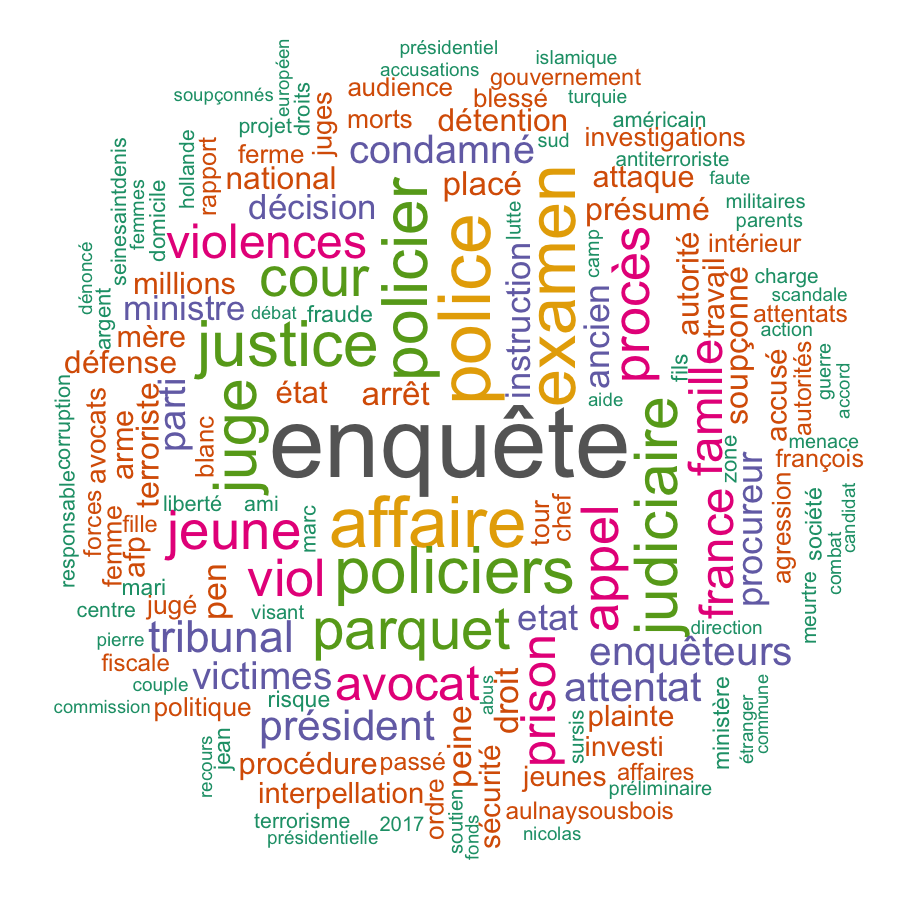 présidentiel
islamique
accusations
gouvernement
européen
soupçonnés
droits
audience
blessé
turquie
juges
morts
détention
américain
projet
sud
investigations
condamné
ferme
antiterroriste
seinesaintdenis
hollande
rapport
national
placé
attaque
faute
femmes
domicile
décision
policier
police
lutte
examen
présumé
militaires
parents
violences
cour
procès
autorité
intérieur
dénoncé
argent
millions
instruction
camp
ancien
travail
soupçonné
charge
scandale
ministre
débat
fraude
attentats
action
mère
justice
défense
fils
famille
accusé
autorités
guerre
accord
corruption
avocats
arme
terroriste
parti
blanc
juge
état
arrêt
aide
judiciaire
menace
enquête
zone
procureur
françois
responsable
forces
femme
afp
fille
liberté
ami
marc
affaire
tour
chef
appel
france
agression
société
candidat
jeune
combat
mari
viol
policiers
meurtre
centre
jugé
pen
visant
etat
direction
pierre
tribunal
parquet
enquêteurs
fiscale
couple
victimes
avocat
abus
prison
attentat
commission
politique
risque
droit
ministère
étranger
commune
recours
jean
président
peine
sursis
plainte
procédure
passé
sécurité
investi
jeunes
affaires
interpellation
ordre
soutien
fonds
préliminaire
terrorisme
2017
aulnaysousbois
présidentielle
nicolas